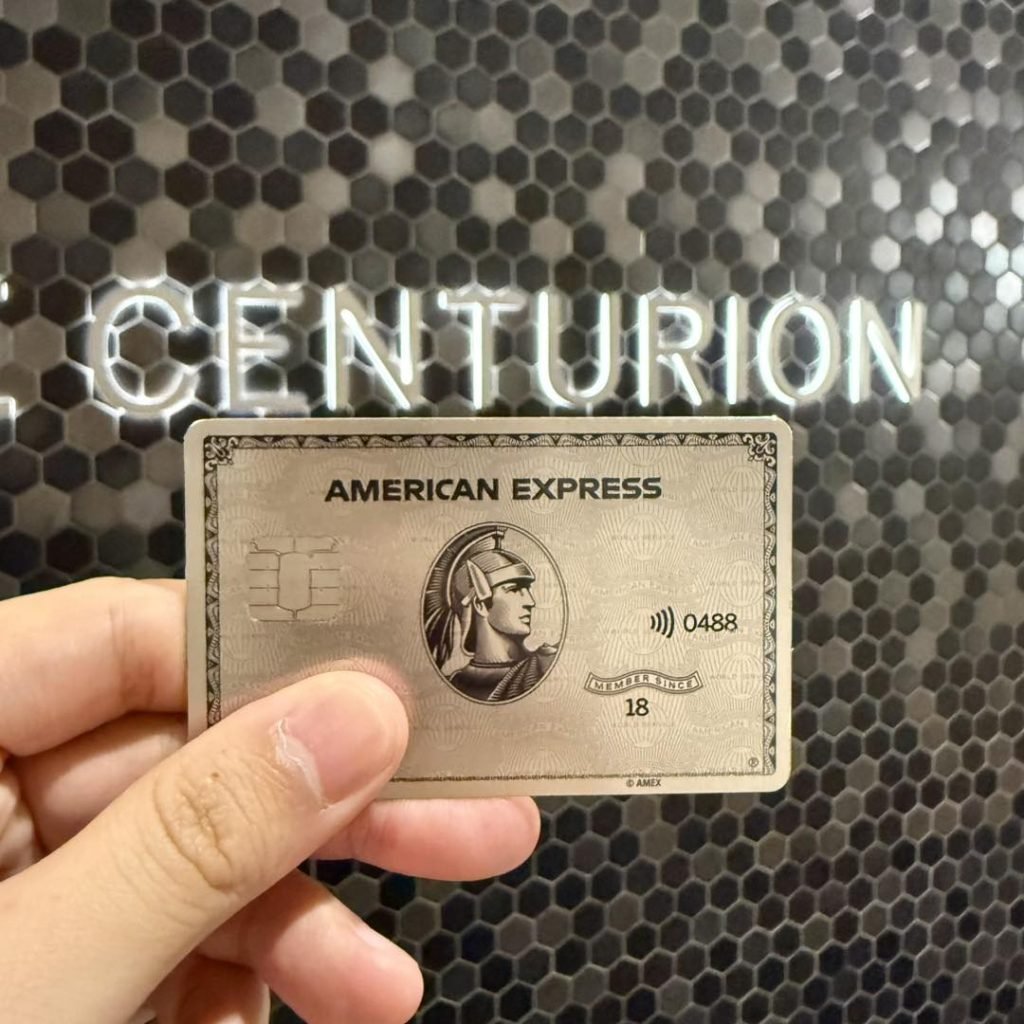 CENTURION
AMERICAN EXPRESS
0488
MEMBER SINCE
18
®
© AMEX